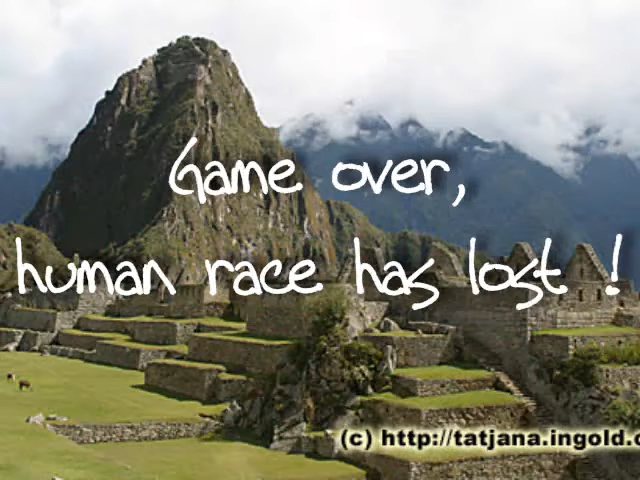 Game over,
human race has lost !
(c) http://tatjana.ingold.